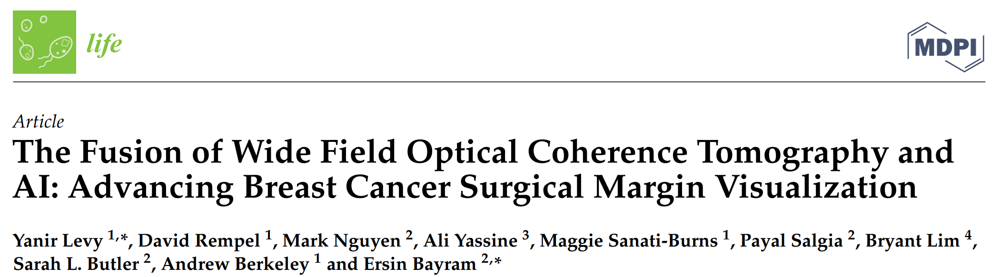 life
MDPI
Article
The Fusion of Wide Field Optical Coherence Tomography and
AI: Advancing Breast Cancer Surgical Margin Visualization
Yanir Levy 1,*, David Rempel 1, Mark Nguyen 2, Ali Yassine 3, Maggie Sanati-Burns 1, Payal Salgia 2, Bryant Lim 4,
Sarah L. Butler 2, Andrew Berkeley 1 and Ersin Bayram 2,*